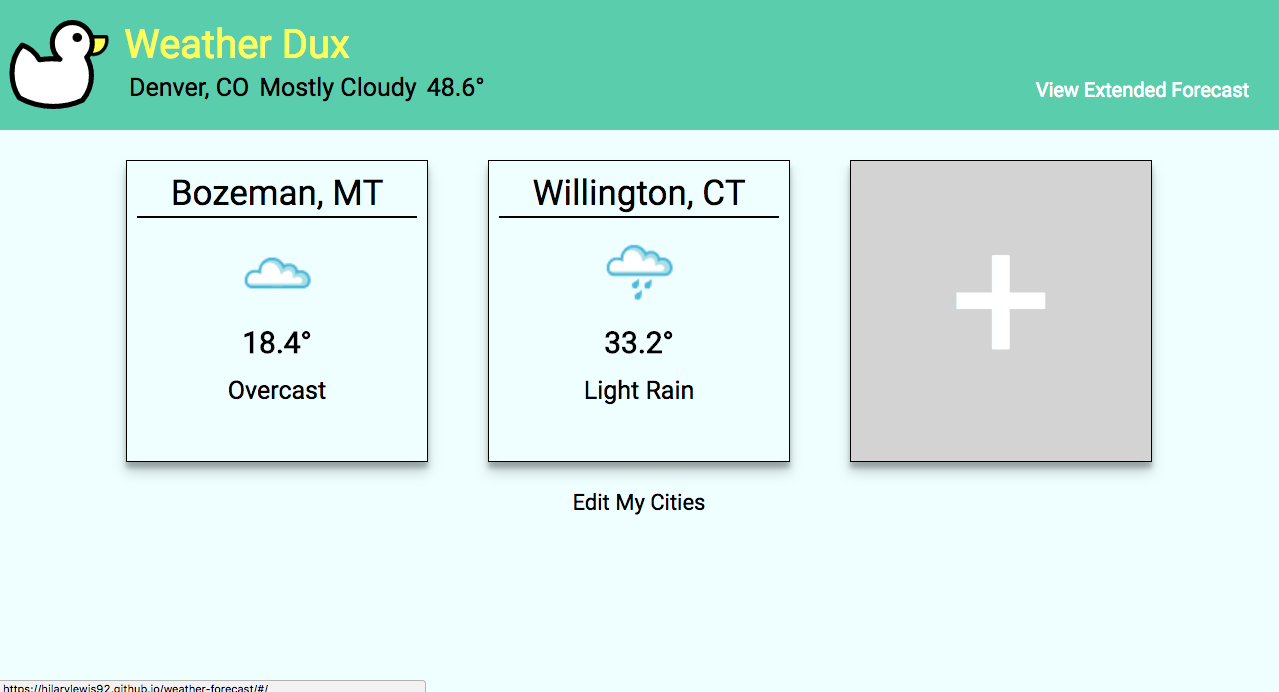 Weather Dux
Denver, CO Mostly Cloudy 48.6°
View Extended Forecast
Bozeman, MT
18.4°
Overcast
Willington, CT
33.2°
Light Rain
Edit My Cities
https://hilarylewis92.github.io/weather-forecast/#/